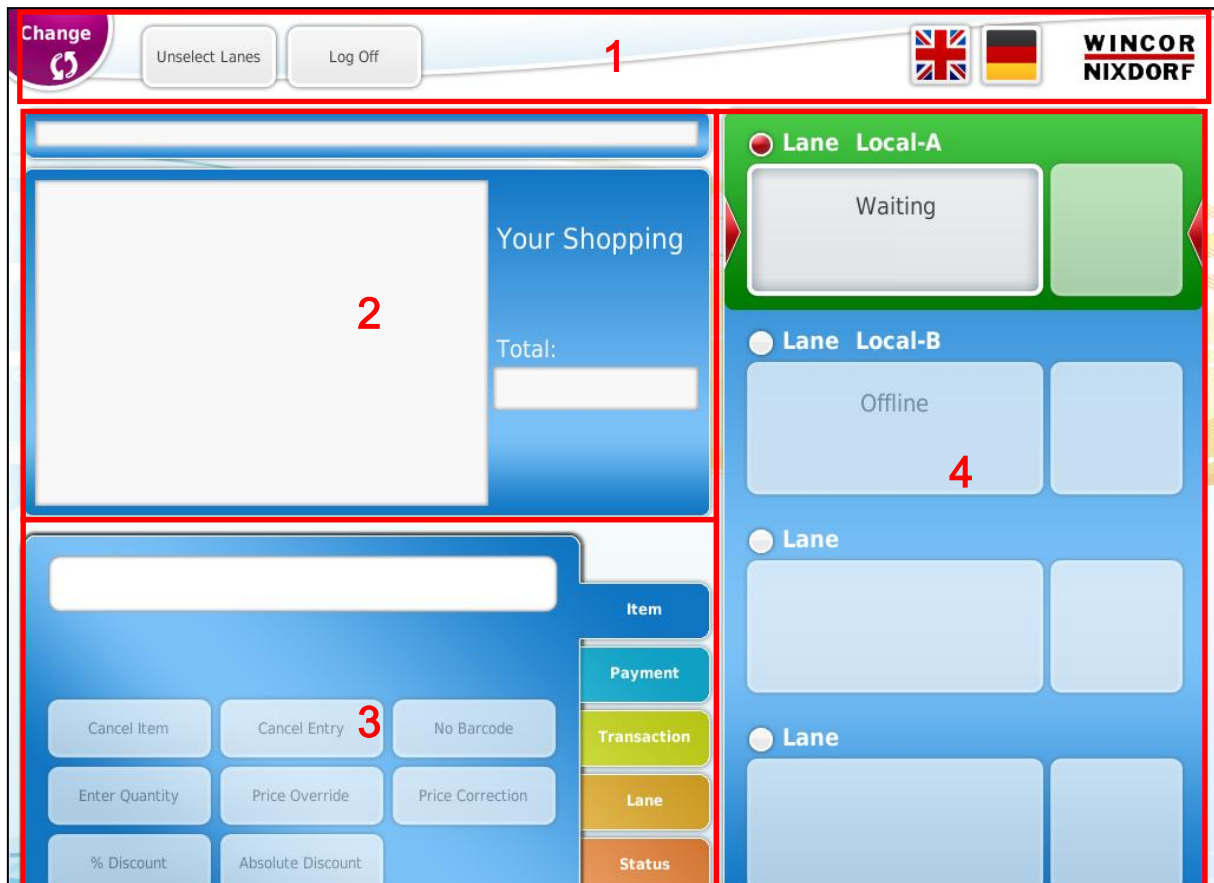 Change
Unselect Lanes
Log Off
1
WINCOR
NIXDORF
2
Your Shopping
Total:
3
Item
Payment
Transaction
Lane
Status
Cancel Item
Cancel Entry
No Barcode
Enter Quantity
Price Override
Price Correction
% Discount
Absolute Discount
4
Lane Local-A
Waiting
Lane Local-B
Offline
Lane
Lane